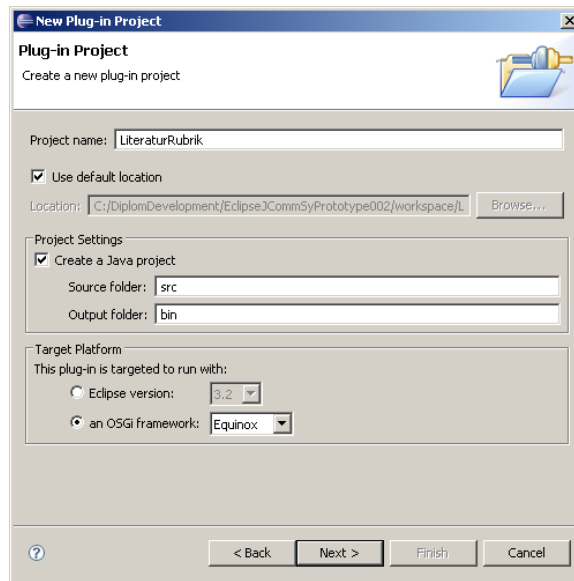 New Plug-in Project
Plug-in Project
Create a new plug-in project
Project name: LiteraturRubrik
Use default location
Location: C:/DiplomDevelopment/EclipseJCommSyPrototype002/workspace/L Browse...
Project Settings
Create a Java project
Source folder: src
Output folder: bin
Target Platform
This plug-in is targeted to run with:
Eclipse version: 3.2
an OSGi framework: Equinox
? < Back Next > Finish Cancel